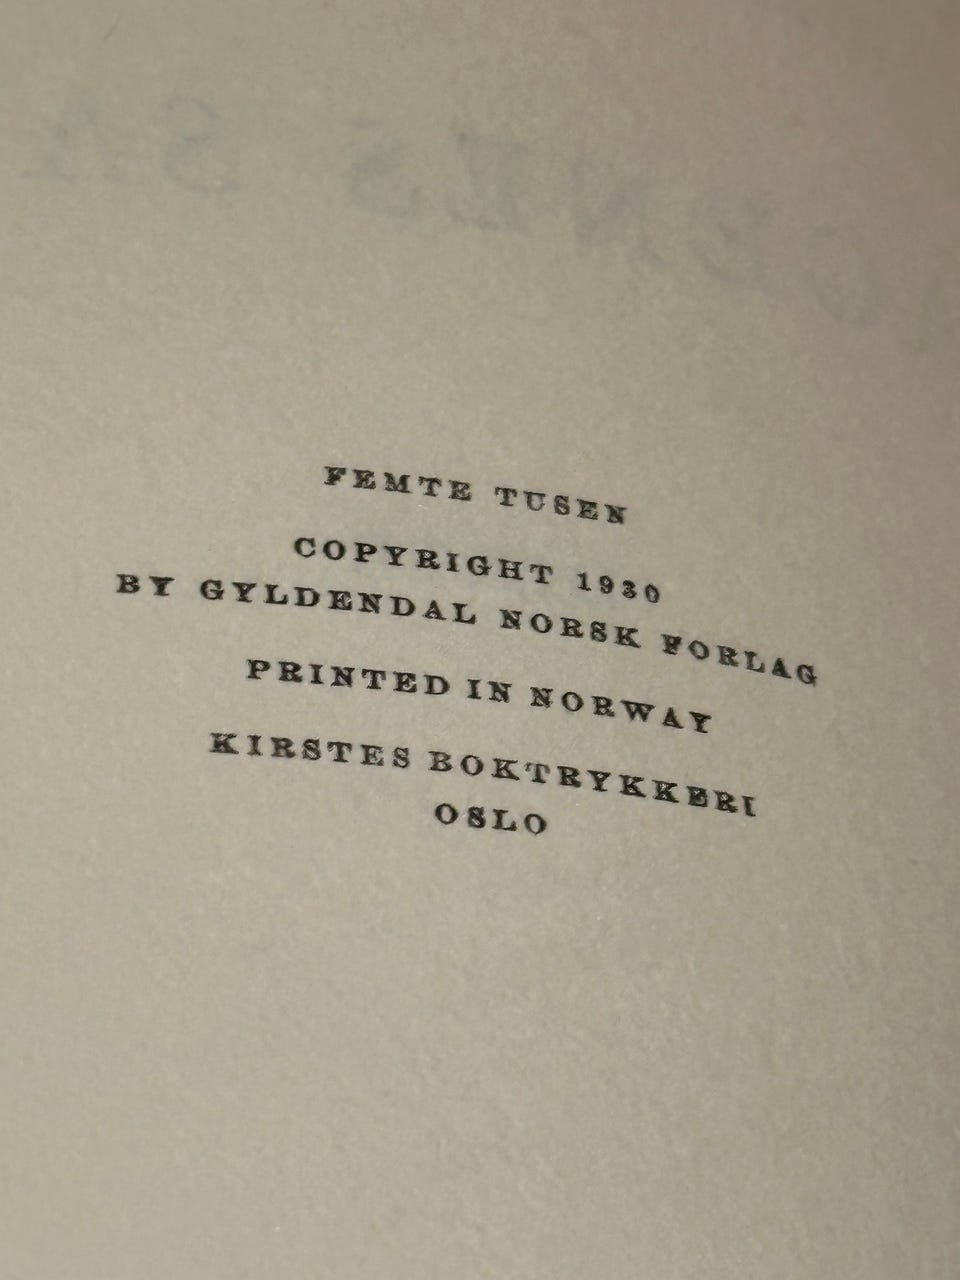 FEMTE TUSEN
COPYRIGHT 1930
BY GYLDENDAL NORSK FORLAG
PRINTED IN NORWAY
KIRSTES BOKTRYKKERI
OSLO